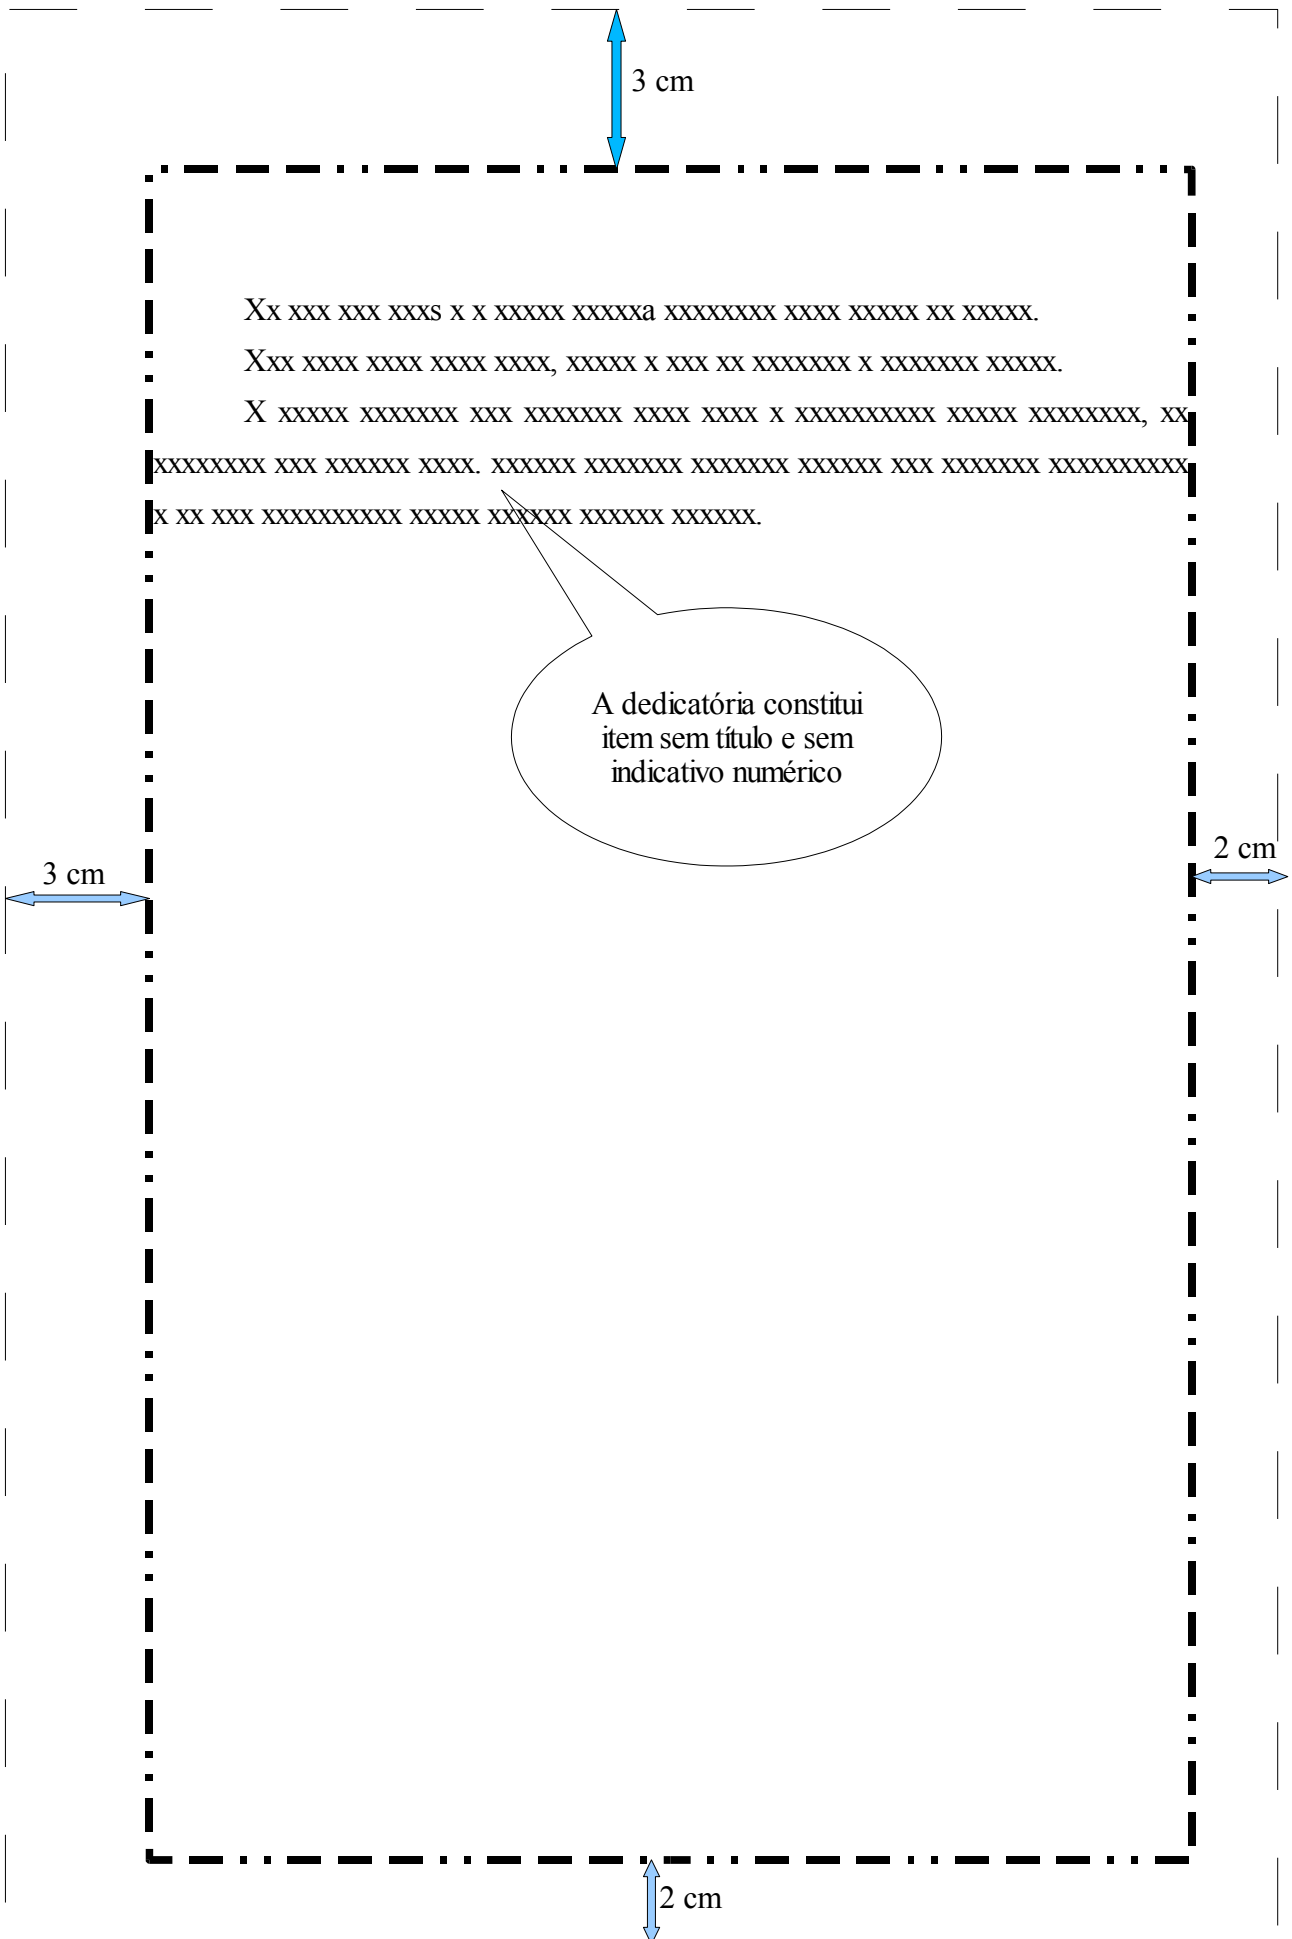 3 cm
Xx xxx xxx xxxs x x xxxxx xxxxxa xxxxxxxx xxxx xxxxx xx xxxxx.
Xxx xxxx xxxx xxxx xxxx, xxxxx x xxx xx xxxxxxx x xxxxxxx xxxxx.
X xxxxx xxxxxxx xxx xxxxxxx xxxx xxxx x xxxxxxxxxx xxxxx xxxxxxxx, xx
xxxxxxxx xxx xxxxxx xxxx. xxxxxx xxxxxxx xxxxxxx xxxxxx xxx xxxxxxx xxxxxxxxxx
x xx xxx xxxxxxxxxx xxxxx xxxxxx xxxxxx xxxxxx.
A dedicatória constitui
item sem título e sem
indicativo numérico
2 cm
3 cm
2 cm